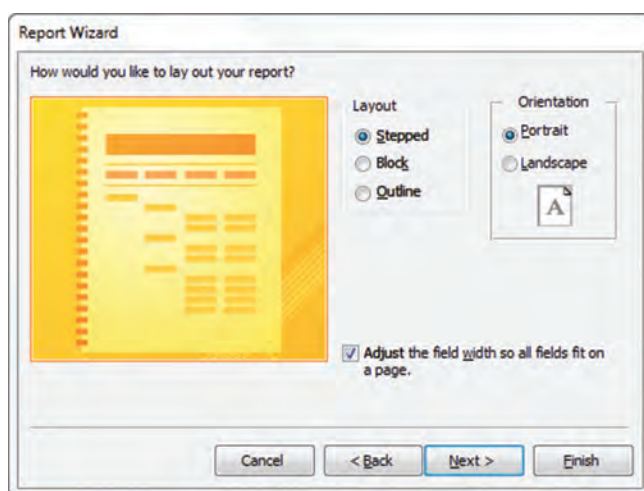 Report Wizard
How would you like to lay out your report?
Layout
Stepped
Block
Outline
Orientation
Portrait
Landscape
A
Adjust the field width so all fields fit on
a page.
Cancel
< Back
Next >
Finish